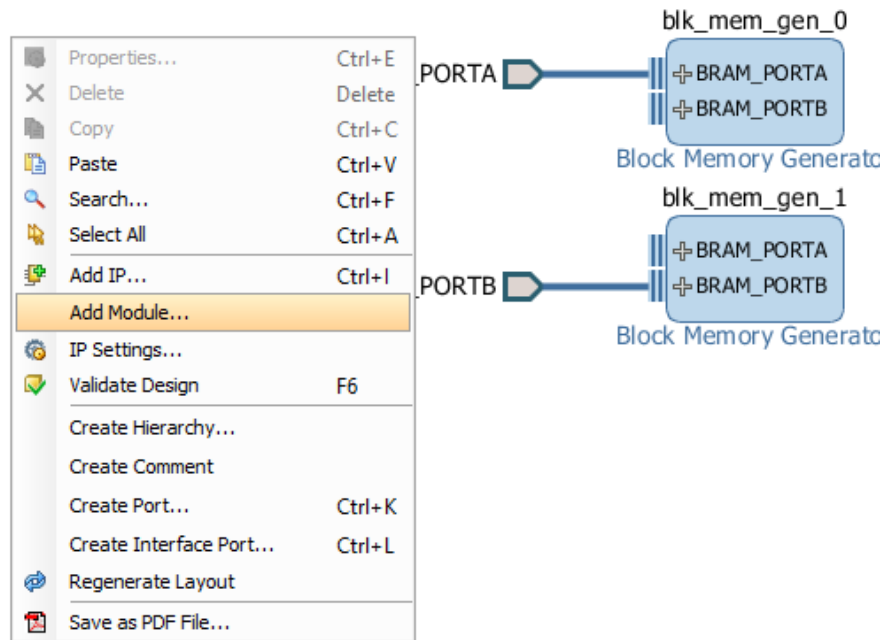 Properties... Ctrl+E
Delete Delete
Copy Ctrl+C
Paste Ctrl+V
Search... Ctrl+F
Select All Ctrl+A
Add IP... Ctrl+I
Add Module...
IP Settings...
Validate Design F6
Create Hierarchy...
Create Comment
Create Port... Ctrl+K
Create Interface Port... Ctrl+L
Regenerate Layout
Save as PDF File...
_PORTA
blk_mem_gen_0
BRAM_PORTA
BRAM_PORTB
Block Memory Generato
_PORTB
blk_mem_gen_1
BRAM_PORTA
BRAM_PORTB
Block Memory Generato